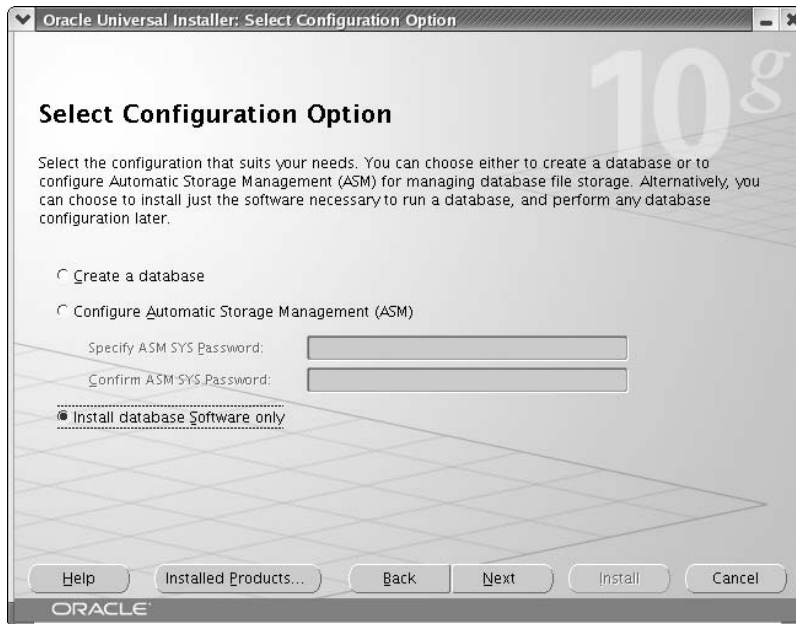 Oracle Universal Installer: Select Configuration Option
10g
Select Configuration Option
Select the configuration that suits your needs. You can choose either to create a database or to
configure Automatic Storage Management (ASM) for managing database file storage. Alternatively, you
can choose to install just the software necessary to run a database, and perform any database
configuration later.
Create a database
Configure Automatic Storage Management (ASM)
Specify ASM SYS Password:
Confirm ASM SYS Password:
Install database Software only
Help Installed Products... Back Next Install Cancel
ORACLE